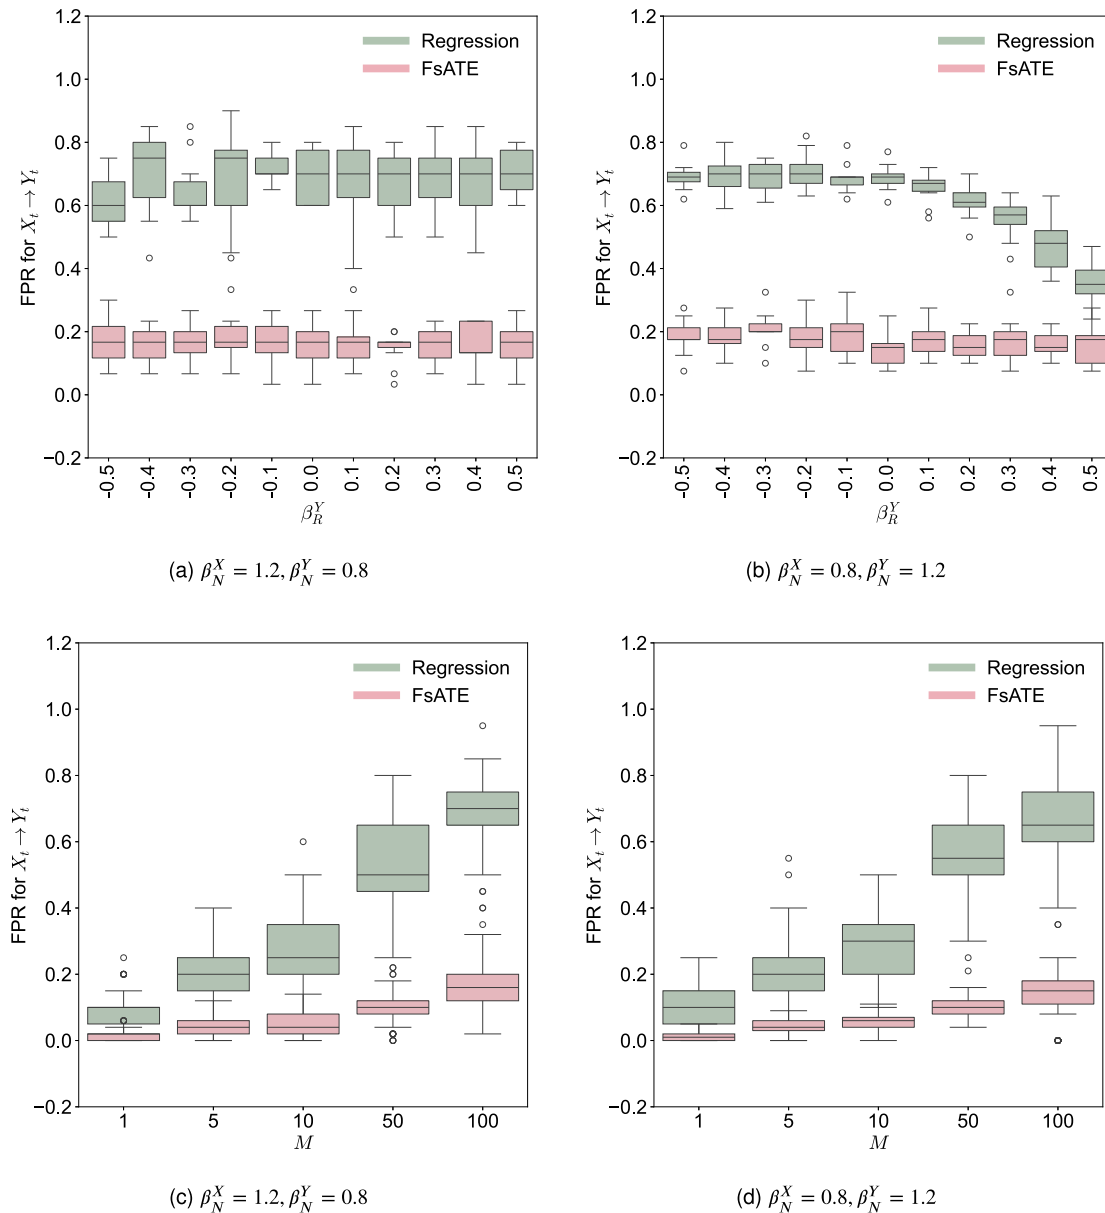 1.2
1.0
0.8
0.6
0.4
0.2
0.0
−0.2
FPR for X_t → Y_t
Regression
FsATE
-0.5
-0.4
-0.3
-0.2
-0.1
0.0
0.1
0.2
0.3
0.4
0.5
β_R^Y
(a) β_N^X = 1.2, β_N^Y = 0.8
1.2
1.0
0.8
0.6
0.4
0.2
0.0
−0.2
FPR for X_t → Y_t
Regression
FsATE
-0.5
-0.4
-0.3
-0.2
-0.1
0.0
0.1
0.2
0.3
0.4
0.5
β_R^Y
(b) β_N^X = 0.8, β_N^Y = 1.2
1.2
1.0
0.8
0.6
0.4
0.2
0.0
−0.2
FPR for X_t → Y_t
Regression
FsATE
1 5 10 50 100
M
(c) β_N^X = 1.2, β_N^Y = 0.8
1.2
1.0
0.8
0.6
0.4
0.2
0.0
−0.2
FPR for X_t → Y_t
Regression
FsATE
1 5 10 50 100
M
(d) β_N^X = 0.8, β_N^Y = 1.2